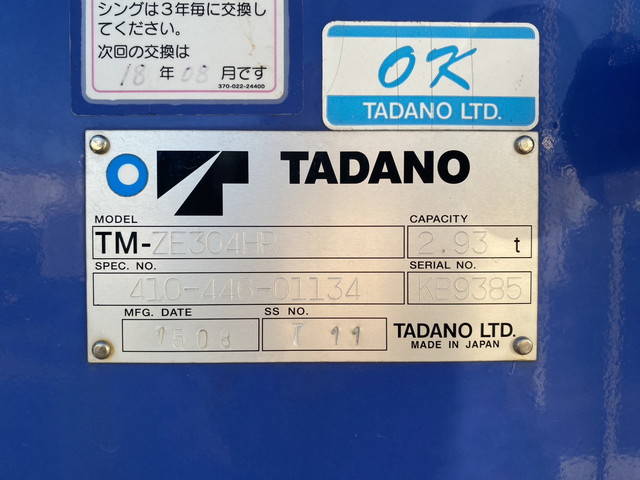 シングは3年毎に交換し
てください。
次回の交換は
18 年 08 月です
370-022-24400
OK
TADANO LTD.
TADANO
MODEL
CAPACITY
TM-ZE304HR
2.93 t
SPEC. NO.
SERIAL NO.
410-446-01134
KB9385
MFG. DATE
SS NO.
1508
T 11
TADANO LTD.
MADE IN JAPAN